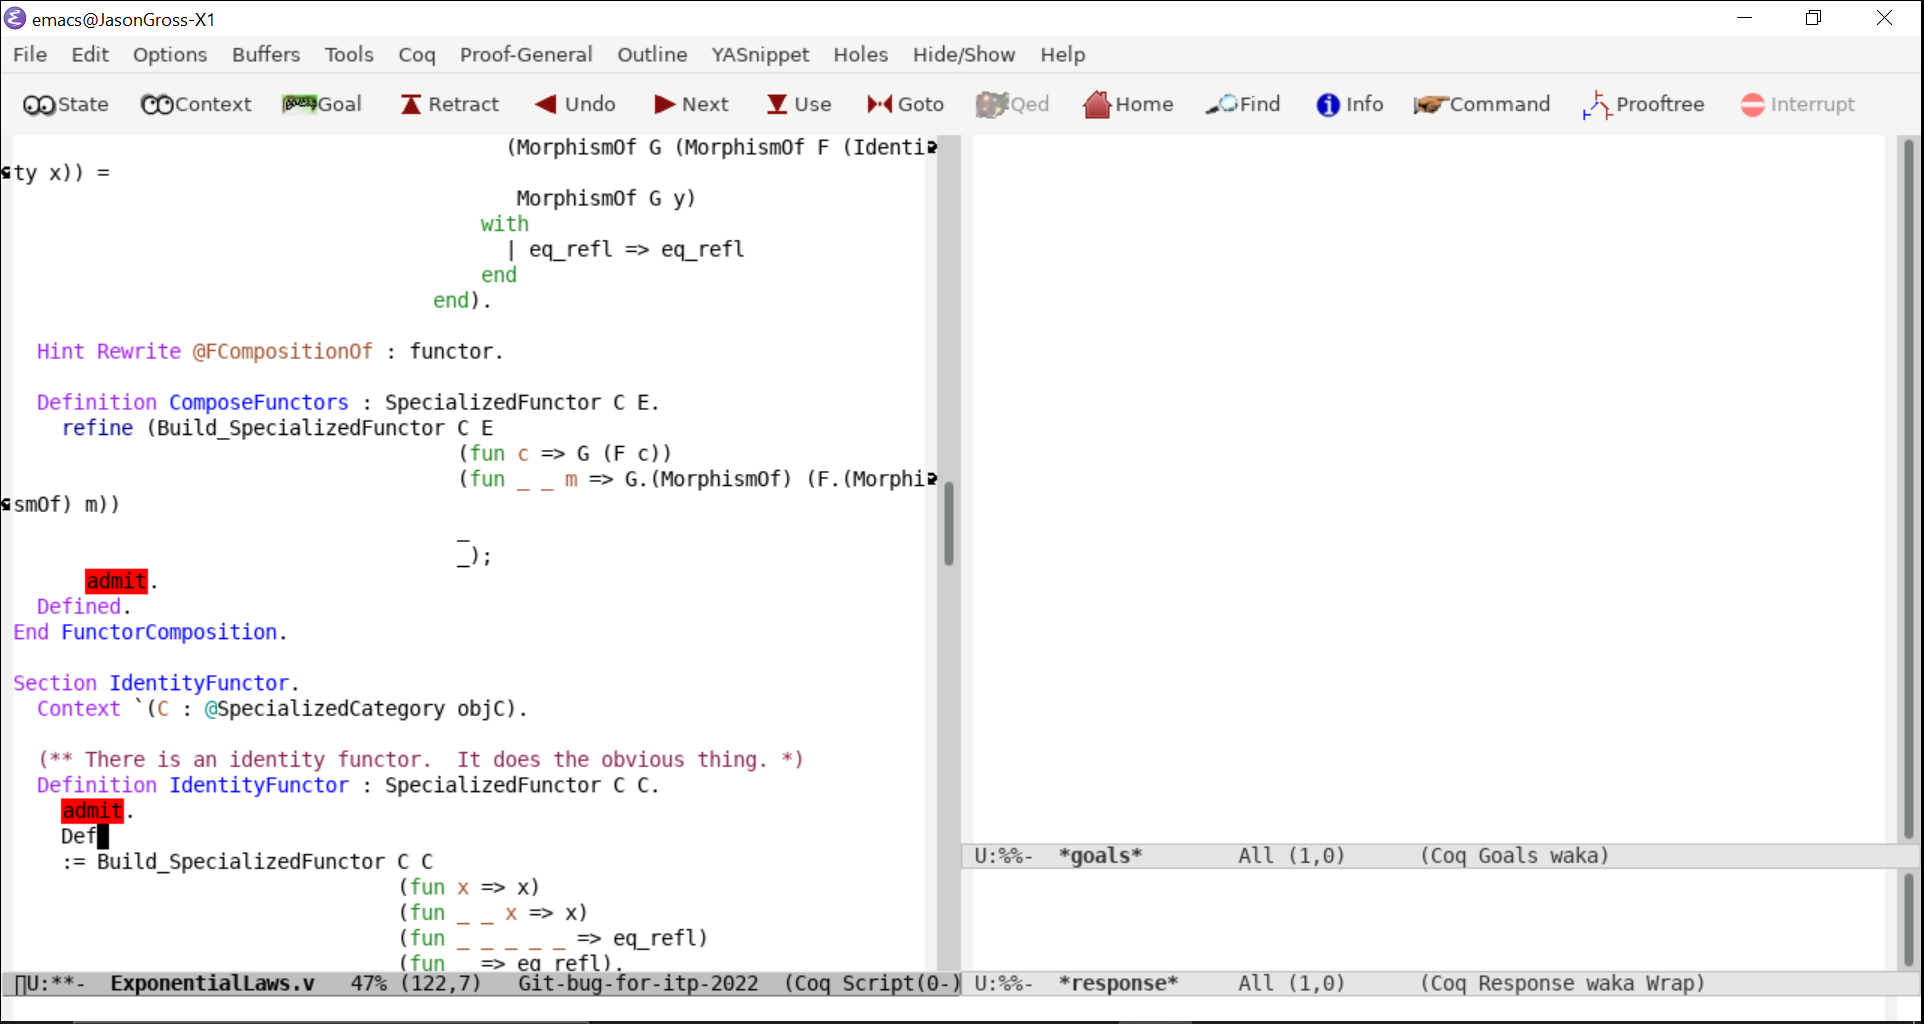 emacs@JasonGross-X1
File Edit Options Buffers Tools Coq Proof-General Outline YASnippet Holes Hide/Show Help
State Context Goal Retract Undo Next Use Goto Qed Home Find Info Command Prooftree Interrupt
(MorphismOf G (MorphismOf F (Identi
ty x)) =
MorphismOf G y)
with
| eq_refl => eq_refl
end
end).
Hint Rewrite @FCompositionOf : functor.
Definition ComposeFunctors : SpecializedFunctor C E.
refine (Build_SpecializedFunctor C E
(fun c => G (F c))
(fun _ _ m => G.(MorphismOf) (F.(Morphi
smOf) m))
_
_);
admit.
Defined.
End FunctorComposition.
Section IdentityFunctor.
Context `(C : @SpecializedCategory objC).
(** There is an identity functor.  It does the obvious thing. *)
Definition IdentityFunctor : SpecializedFunctor C C.
admit.
Def
:= Build_SpecializedFunctor C C
(fun x => x)
(fun _ _ x => x)
(fun _ _ _ _ _ => eq_refl)
(fun _ => eq_refl).
U:**-  ExponentialLaws.v   47% (122,7)   Git-bug-for-itp-2022  (Coq Script(0-)
U:%%-  *goals*        All (1,0)      (Coq Goals waka)
U:%%-  *response*     All (1,0)      (Coq Response waka Wrap)